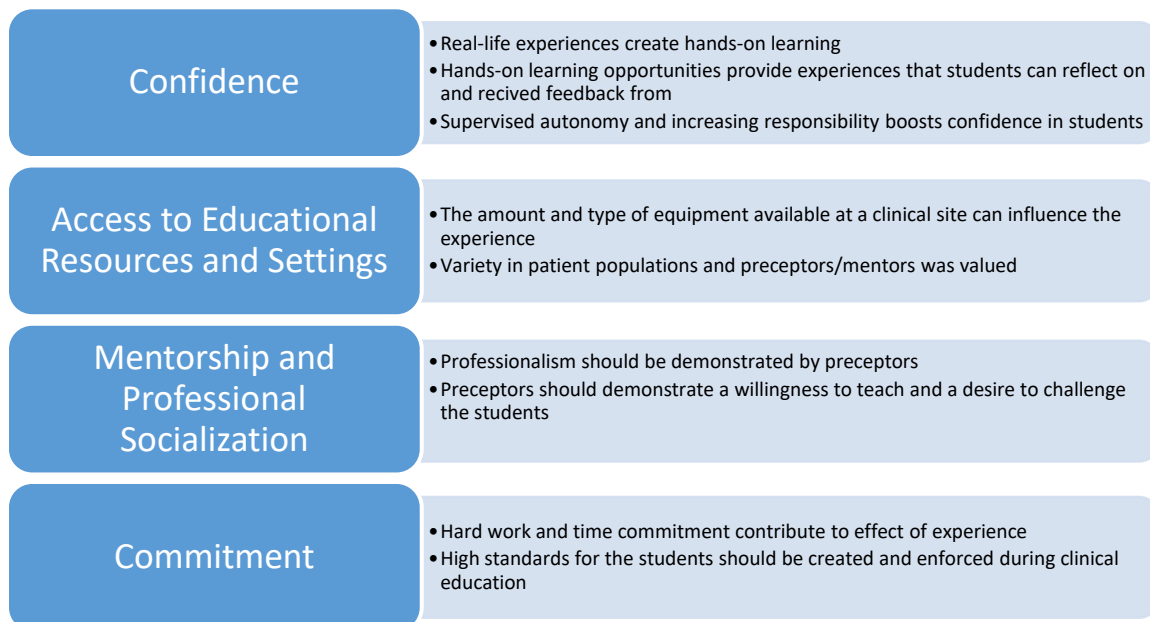 Confidence
• Real-life experiences create hands-on learning
• Hands-on learning opportunities provide experiences that students can reflect on
and recived feedback from
• Supervised autonomy and increasing responsibility boosts confidence in students
Access to Educational
Resources and Settings
• The amount and type of equipment available at a clinical site can influence the
experience
• Variety in patient populations and preceptors/mentors was valued
Mentorship and
Professional
Socialization
• Professionalism should be demonstrated by preceptors
• Preceptors should demonstrate a willingness to teach and a desire to challenge
the students
Commitment
• Hard work and time commitment contribute to effect of experience
• High standards for the students should be created and enforced during clinical
education